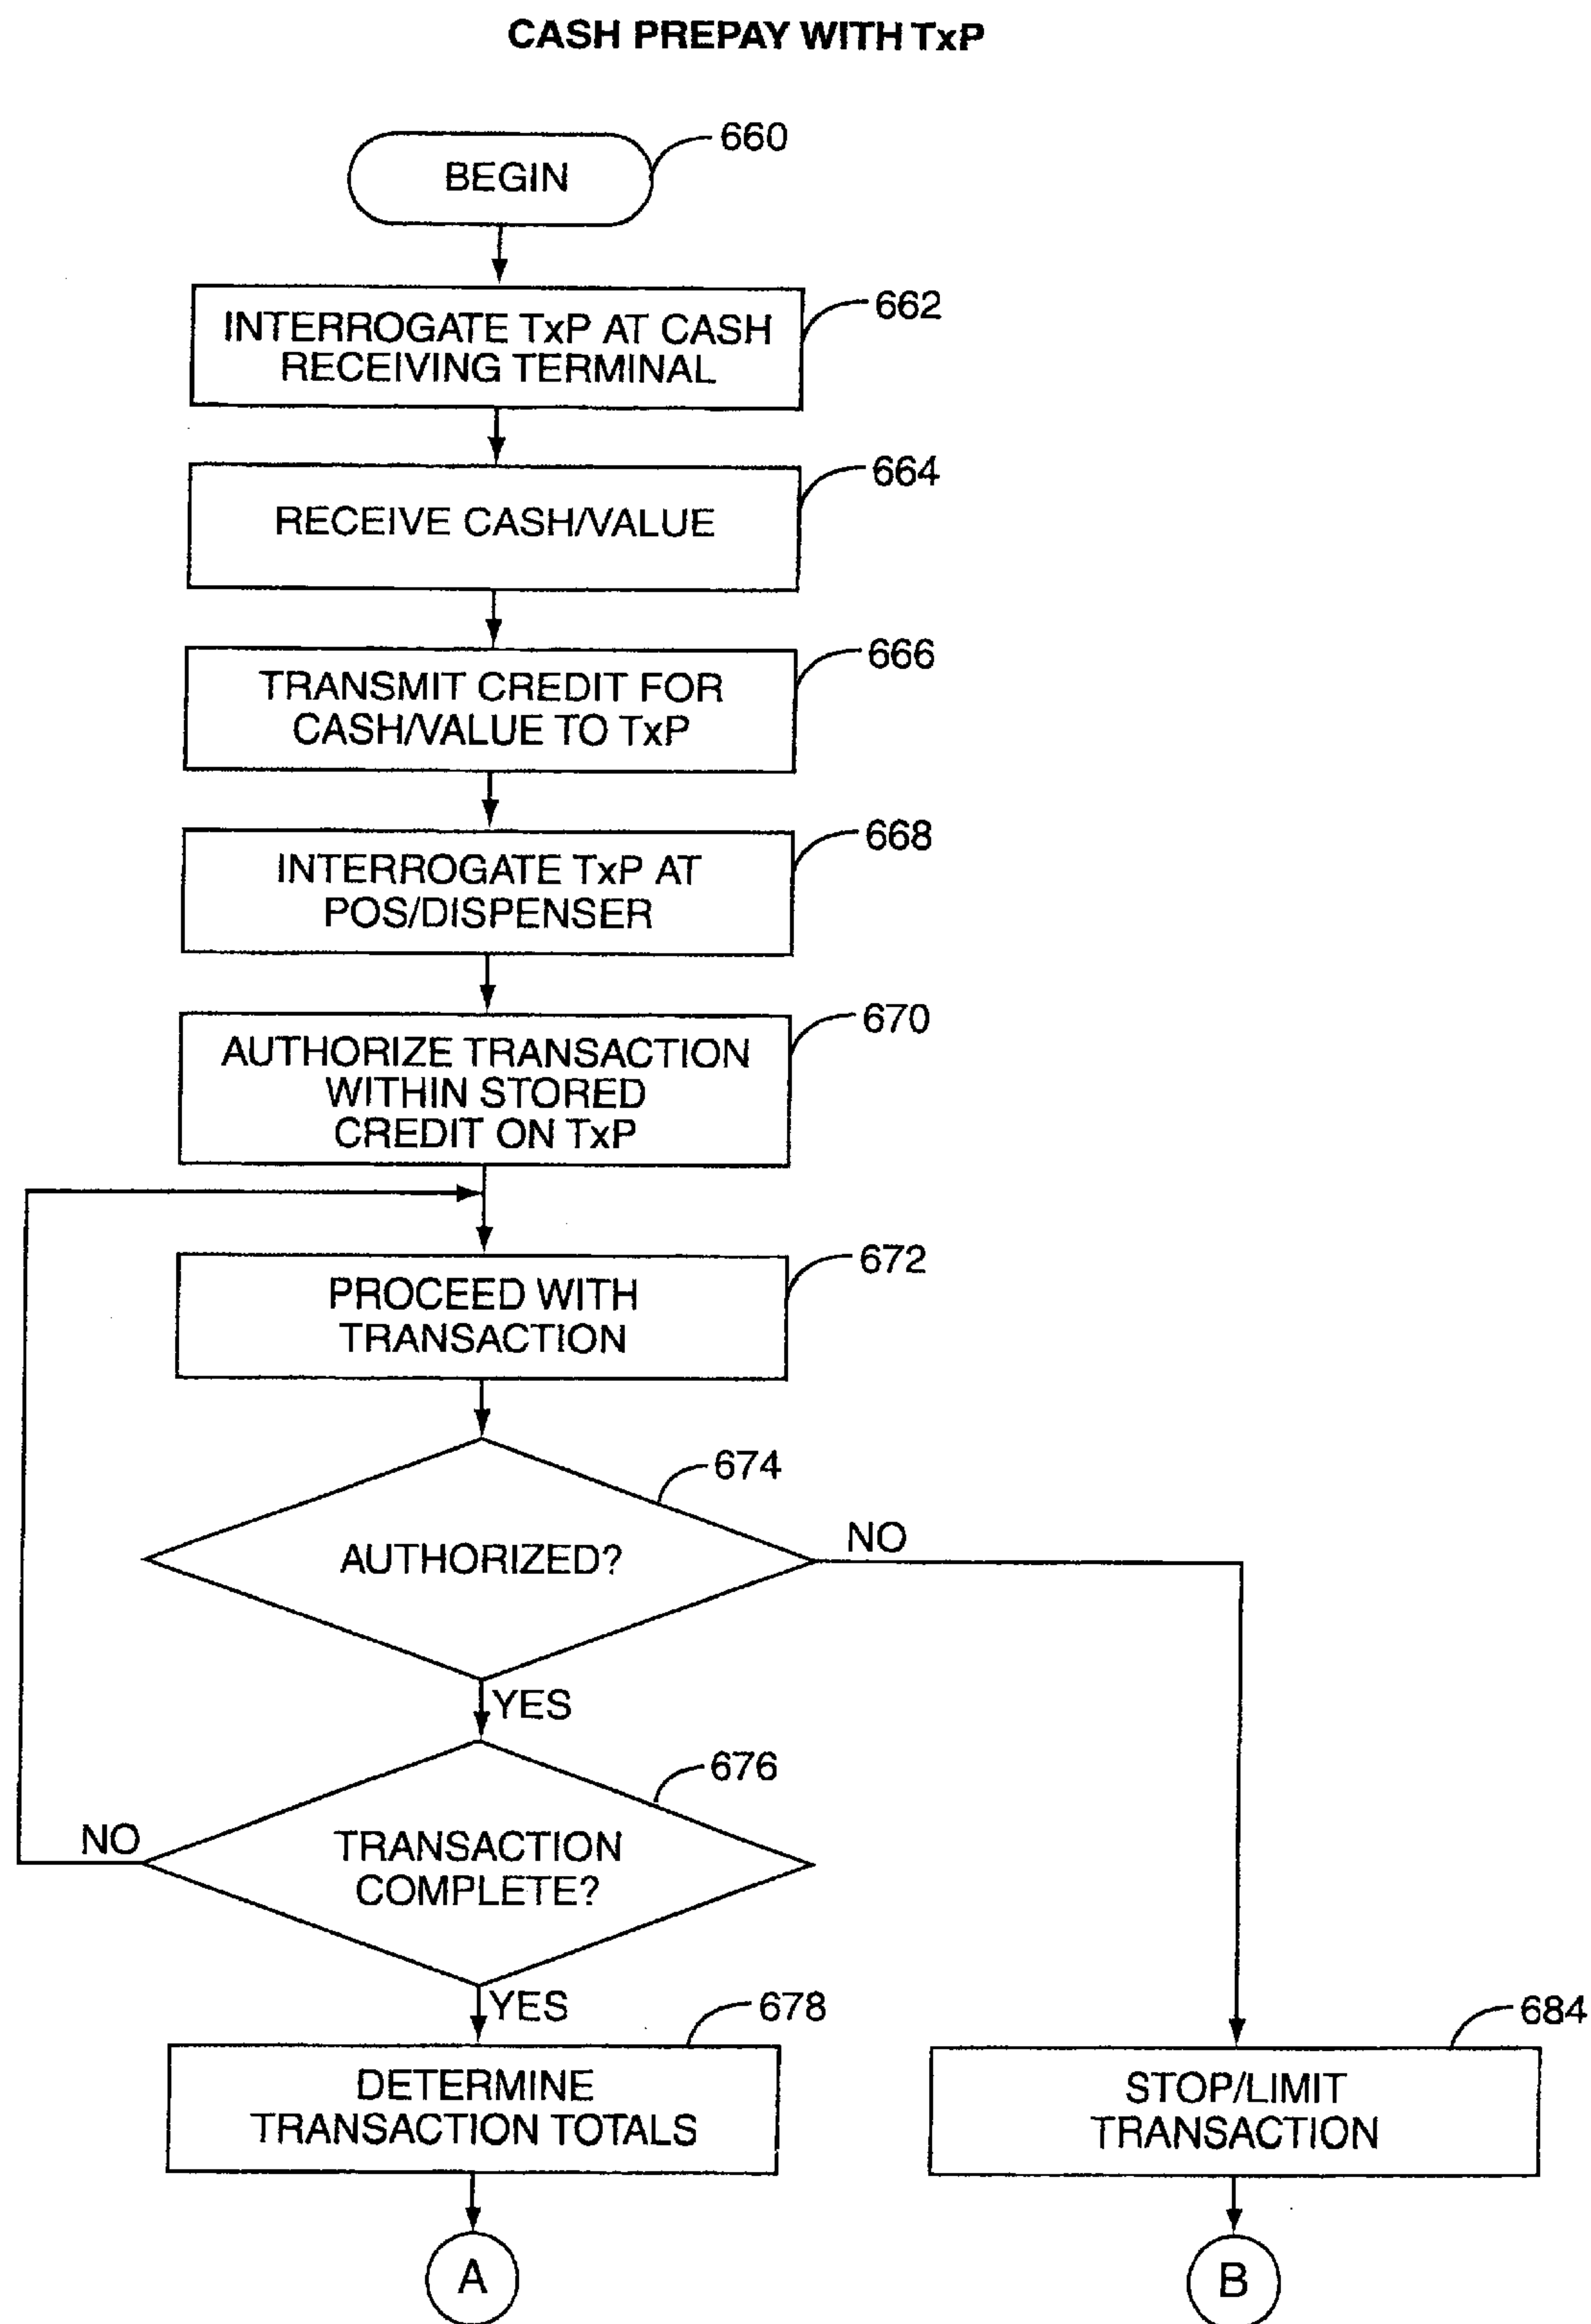 CASH PREPAY WITH TxP
660
BEGIN
662
INTERROGATE TxP AT CASH
RECEIVING TERMINAL
664
RECEIVE CASH/VALUE
666
TRANSMIT CREDIT FOR
CASH/VALUE TO TxP
668
INTERROGATE TxP AT
POS/DISPENSER
670
AUTHORIZE TRANSACTION
WITHIN STORED
CREDIT ON TxP
672
PROCEED WITH
TRANSACTION
674
AUTHORIZED?
NO
YES
676
TRANSACTION
COMPLETE?
NO
YES
678
DETERMINE
TRANSACTION TOTALS
684
STOP/LIMIT
TRANSACTION
A
B